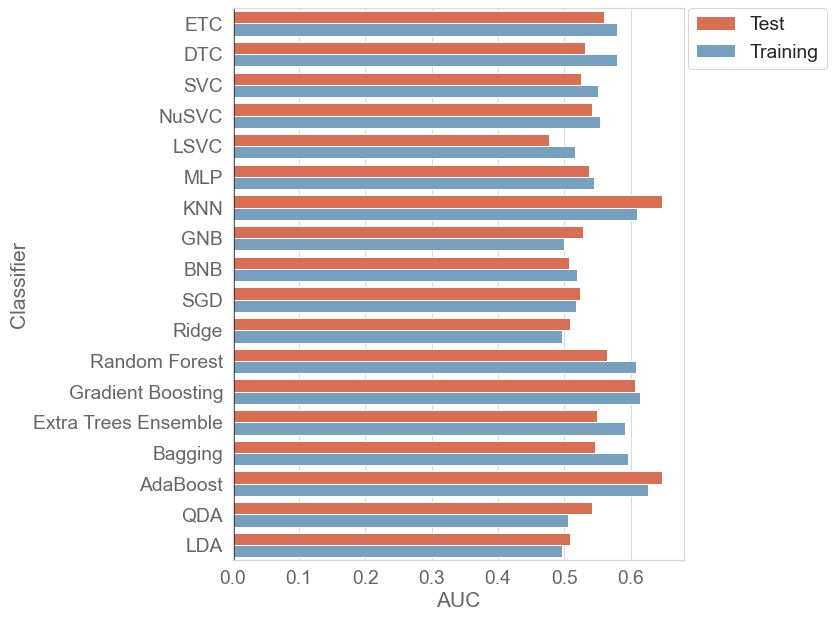 Test
Training
Classifier
ETC
DTC
SVC
NuSVC
LSVC
MLP
KNN
GNB
BNB
SGD
Ridge
Random Forest
Gradient Boosting
Extra Trees Ensemble
Bagging
AdaBoost
QDA
LDA
0.0 0.1 0.2 0.3 0.4 0.5 0.6
AUC